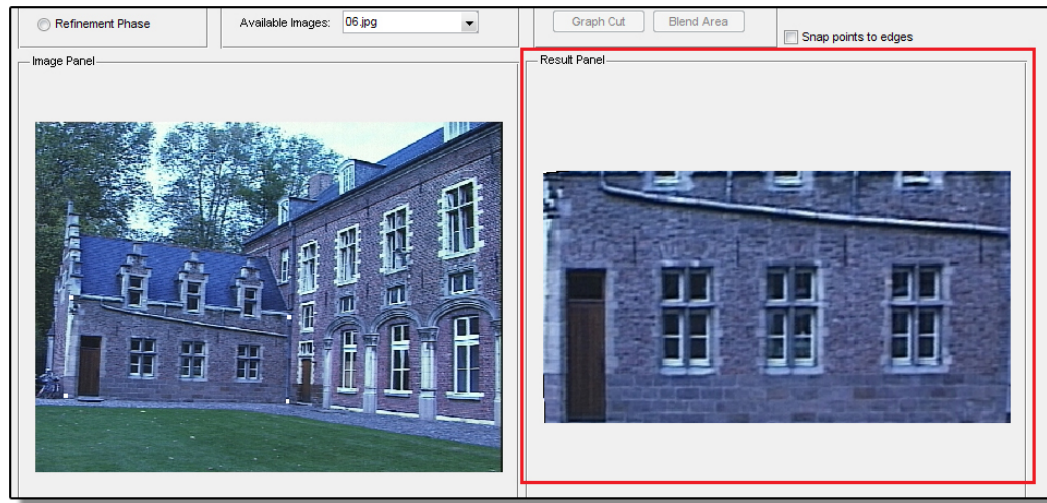 Refinement Phase
Available Images: 06.jpg
Graph Cut Blend Area
Snap points to edges
Image Panel
Result Panel